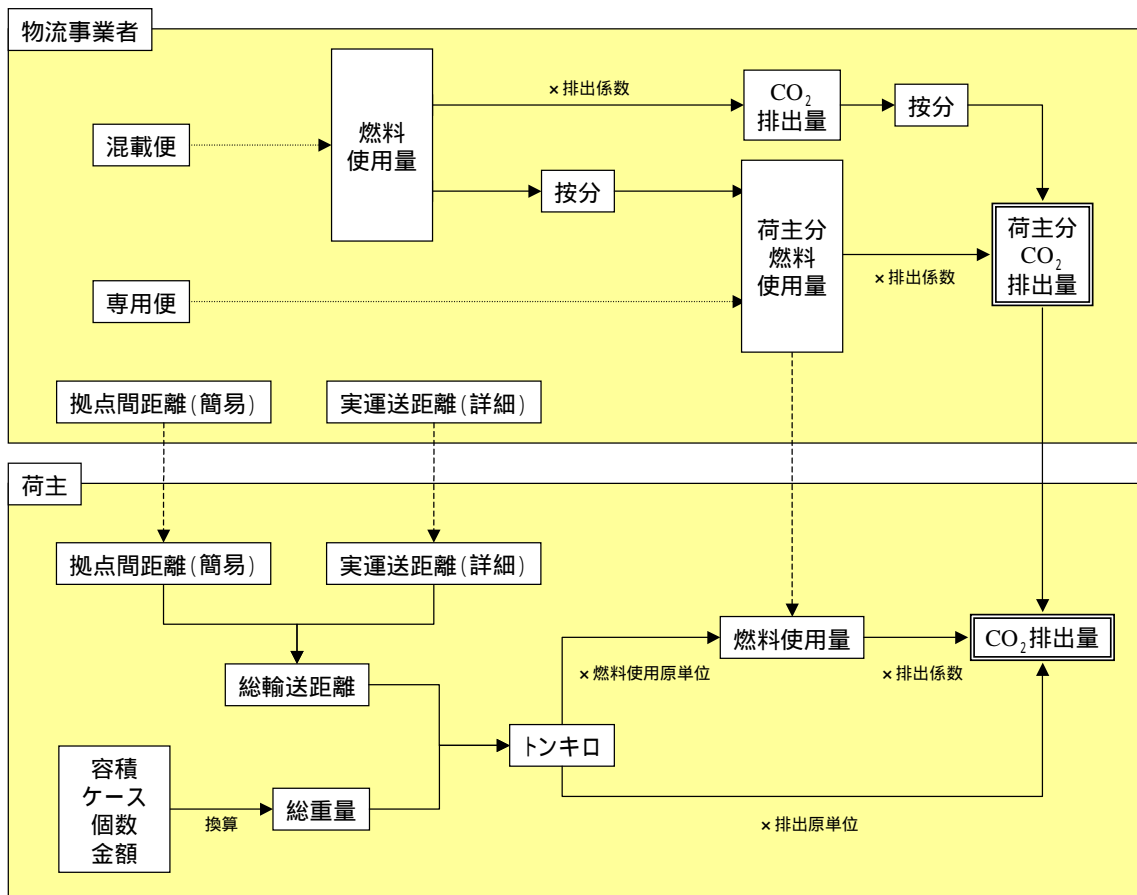 物流事業者
混載便
燃料
使用量
×排出係数
CO₂
排出量
按分
按分
専用便
荷主分
燃料
使用量
×排出係数
荷主分
CO₂
排出量
拠点間距離(簡易)
実運送距離(詳細)
荷主
拠点間距離(簡易)
実運送距離(詳細)
総輸送距離
容積
ケース
個数
金額
換算
総重量
トンキロ
×燃料使用原単位
燃料使用量
×排出係数
CO₂排出量
×排出原単位